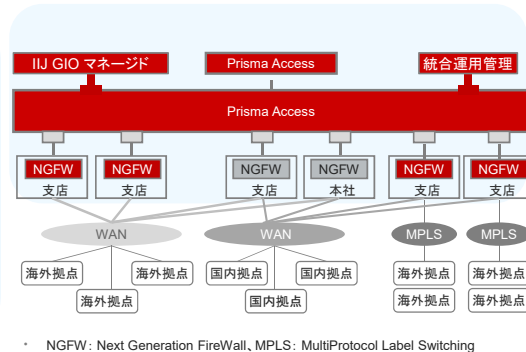 IIJ GIO マネージド
Prisma Access
統合運用管理
Prisma Access
NGFW
NGFW
NGFW
NGFW
NGFW
NGFW
支店
支店
支店
本社
支店
支店
WAN
WAN
MPLS
MPLS
海外拠点
海外拠点
国内拠点
国内拠点
海外拠点
海外拠点
海外拠点
国内拠点
海外拠点
海外拠点
・ NGFW: Next Generation FireWall、MPLS: MultiProtocol Label Switching